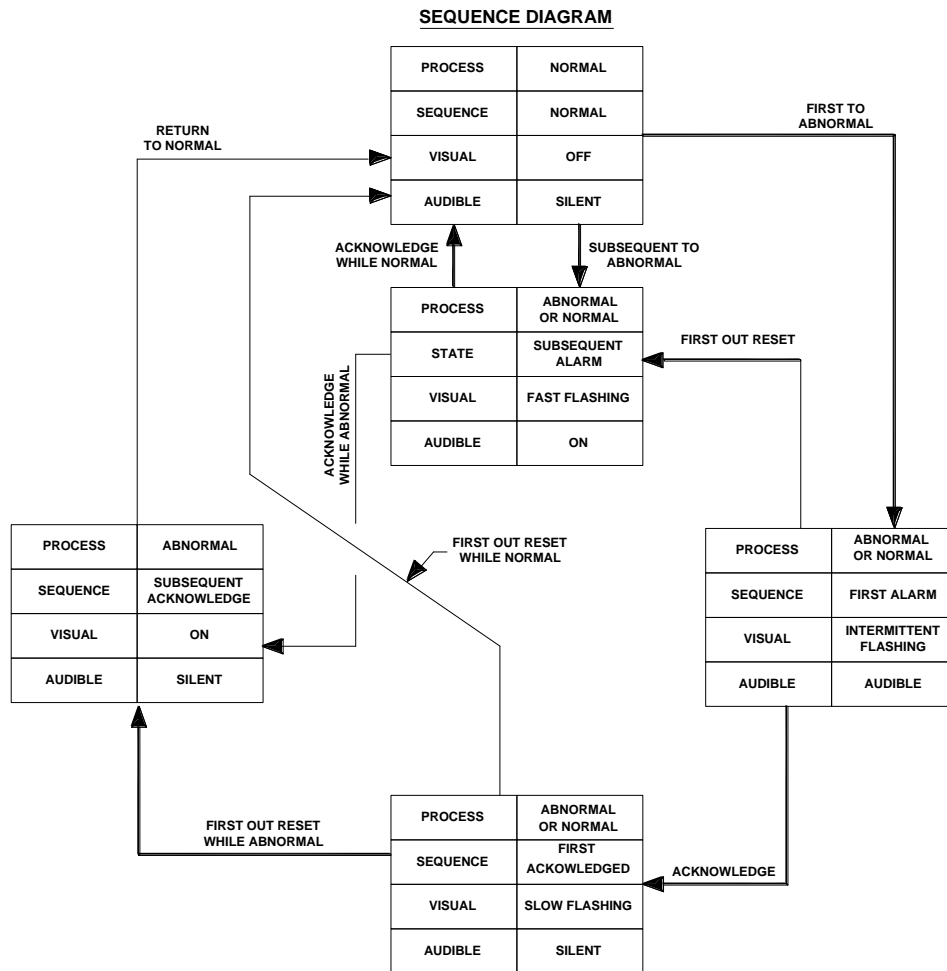 SEQUENCE DIAGRAM
PROCESS NORMAL
SEQUENCE NORMAL
VISUAL OFF
AUDIBLE SILENT
FIRST TO
ABNORMAL
RETURN
TO NORMAL
ACKNOWLEDGE
WHILE NORMAL
SUBSEQUENT TO
ABNORMAL
PROCESS ABNORMAL
OR NORMAL
STATE SUBSEQUENT
ALARM
VISUAL FAST FLASHING
AUDIBLE ON
FIRST OUT RESET
ACKNOWLEDGE
WHILE ABNORMAL
FIRST OUT RESET
WHILE NORMAL
PROCESS ABNORMAL
SEQUENCE SUBSEQUENT
ACKNOWLEDGE
VISUAL ON
AUDIBLE SILENT
PROCESS ABNORMAL
OR NORMAL
SEQUENCE FIRST ALARM
VISUAL INTERMITTENT
FLASHING
AUDIBLE AUDIBLE
FIRST OUT RESET
WHILE ABNORMAL
PROCESS ABNORMAL
OR NORMAL
SEQUENCE FIRST
ACKOWLEDGED
VISUAL SLOW FLASHING
AUDIBLE SILENT
ACKNOWLEDGE